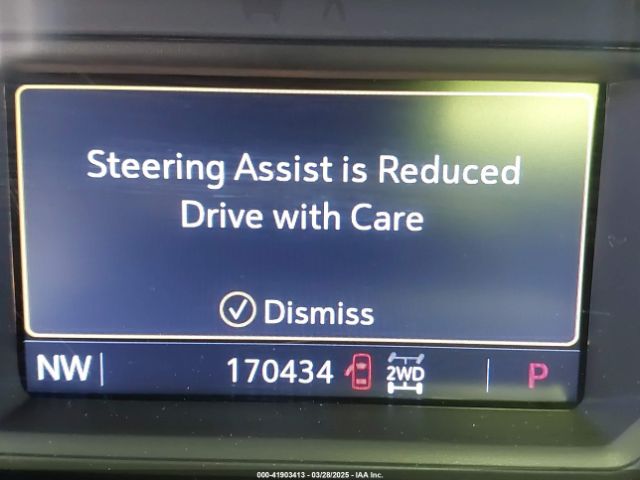 Steering Assist is Reduced
Drive with Care
Dismiss
NW 170434 2WD P
000-41903413 - 03/28/2025 - IAA Inc.